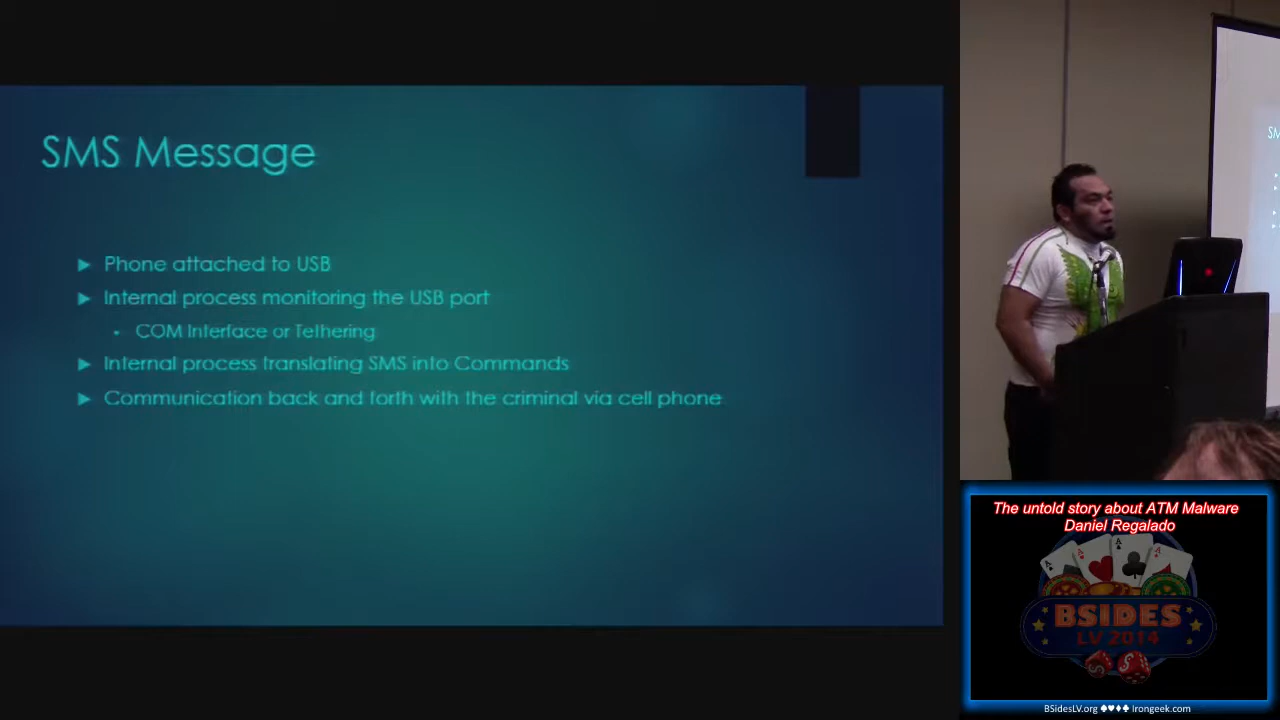 SMS Message
Phone attached to USB
Internal process monitoring the USB port
COM Interface or Tethering
Internal process translating SMS into Commands
Communication back and forth with the criminal via cell phone
SM
The untold story about ATM Malware
Daniel Regalado
BSIDES
LV 2014
BSidesLV.org ♠♥♦♣ Irongeek.com